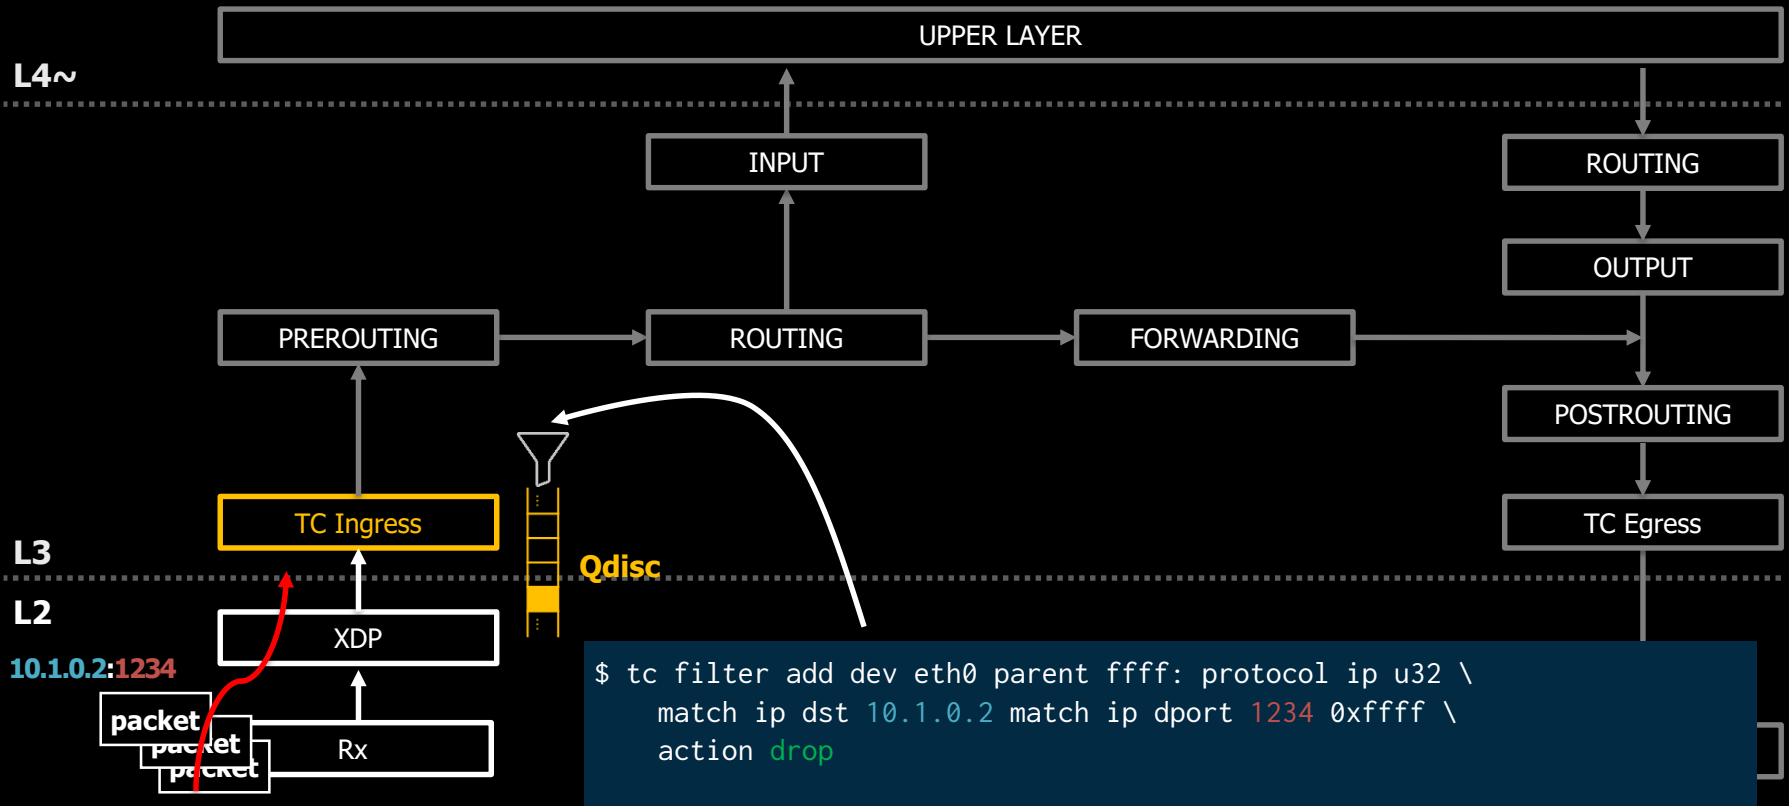 UPPER LAYER
L4~
INPUT
ROUTING
OUTPUT
PREROUTING
ROUTING
FORWARDING
POSTROUTING
TC Ingress
TC Egress
L3
Qdisc
L2
XDP
10.1.0.2:1234
packet
packet
packet
Rx
$ tc filter add dev eth0 parent ffff: protocol ip u32 \
match ip dst 10.1.0.2 match ip dport 1234 0xffff \
action drop